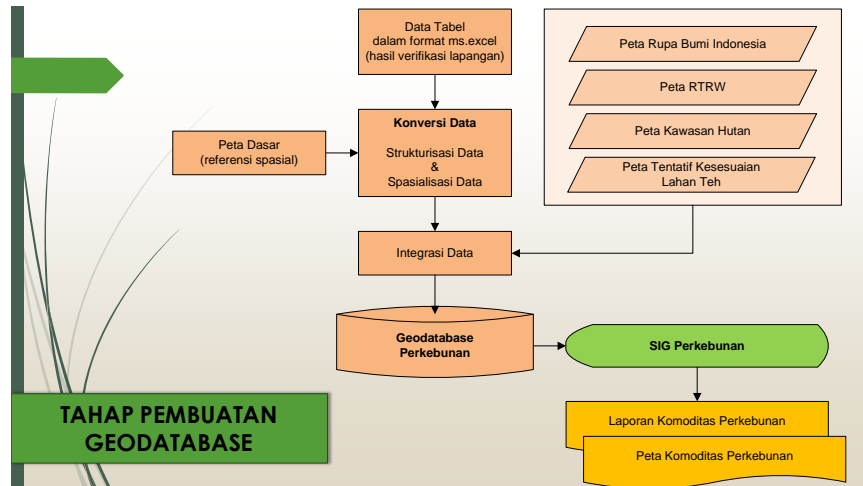 Data Tabel
dalam format ms.excel
(hasil verifikasi lapangan)
Peta Rupa Bumi Indonesia
Peta RTRW
Peta Kawasan Hutan
Peta Tentatif Kesesuaian
Lahan Teh
Peta Dasar
(referensi spasial)
Konversi Data
Strukturisasi Data
&
Spasialisasi Data
Integrasi Data
Geodatabase
Perkebunan
SIG Perkebunan
Laporan Komoditas Perkebunan
Peta Komoditas Perkebunan
TAHAP PEMBUATAN
GEODATABASE